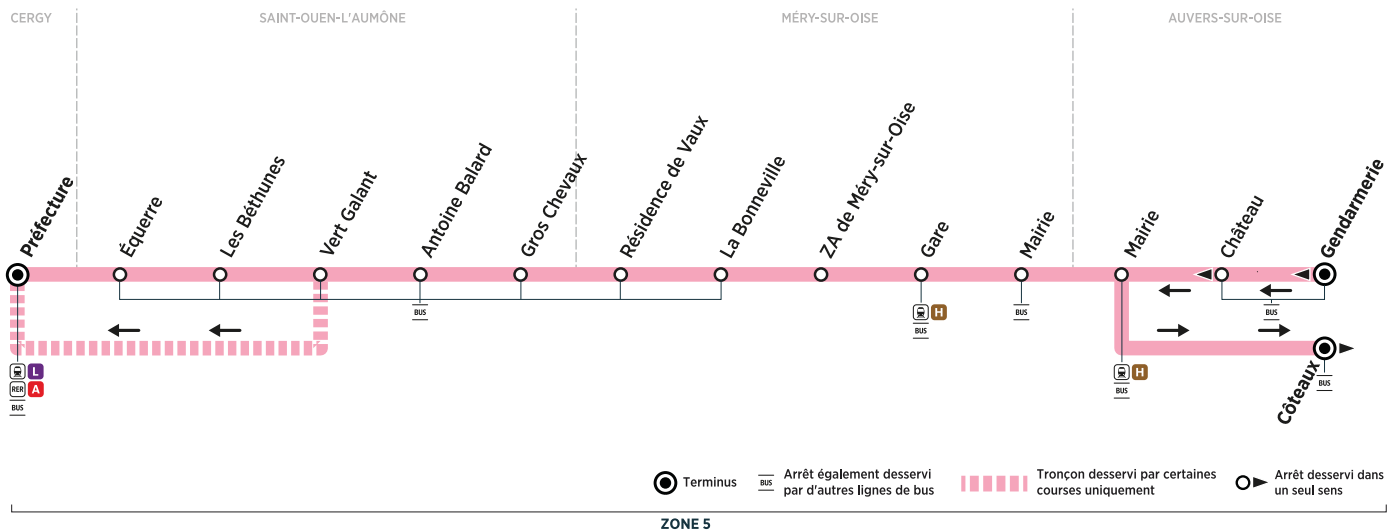 CERGY
SAINT-OUEN-L'AUMÔNE
MÉRY-SUR-OISE
AUVERS-SUR-OISE
Préfecture
Équerre
Les Béthunes
Vert Galant
Antoine Balard
Gros Chevaux
Résidence de Vaux
La Bonneville
ZA de Méry-sur-Oise
Gare
Mairie
Mairie
Château
Gendarmerie
BUS
H
BUS
BUS
BUS
L
RER A
BUS
H
BUS
Côteaux
BUS
Terminus
BUS
Arrêt également desservi
par d'autres lignes de bus
Tronçon desservi par certaines
courses uniquement
Arrêt desservi dans
un seul sens
ZONE 5